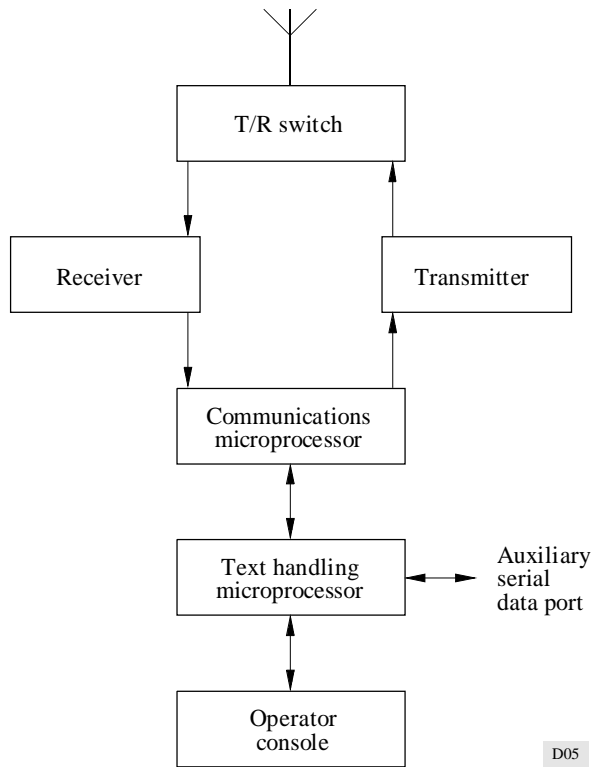 T/R switch
Receiver
Transmitter
Communications
microprocessor
Text handling
microprocessor
Auxiliary
serial
data port
Operator
console
D05